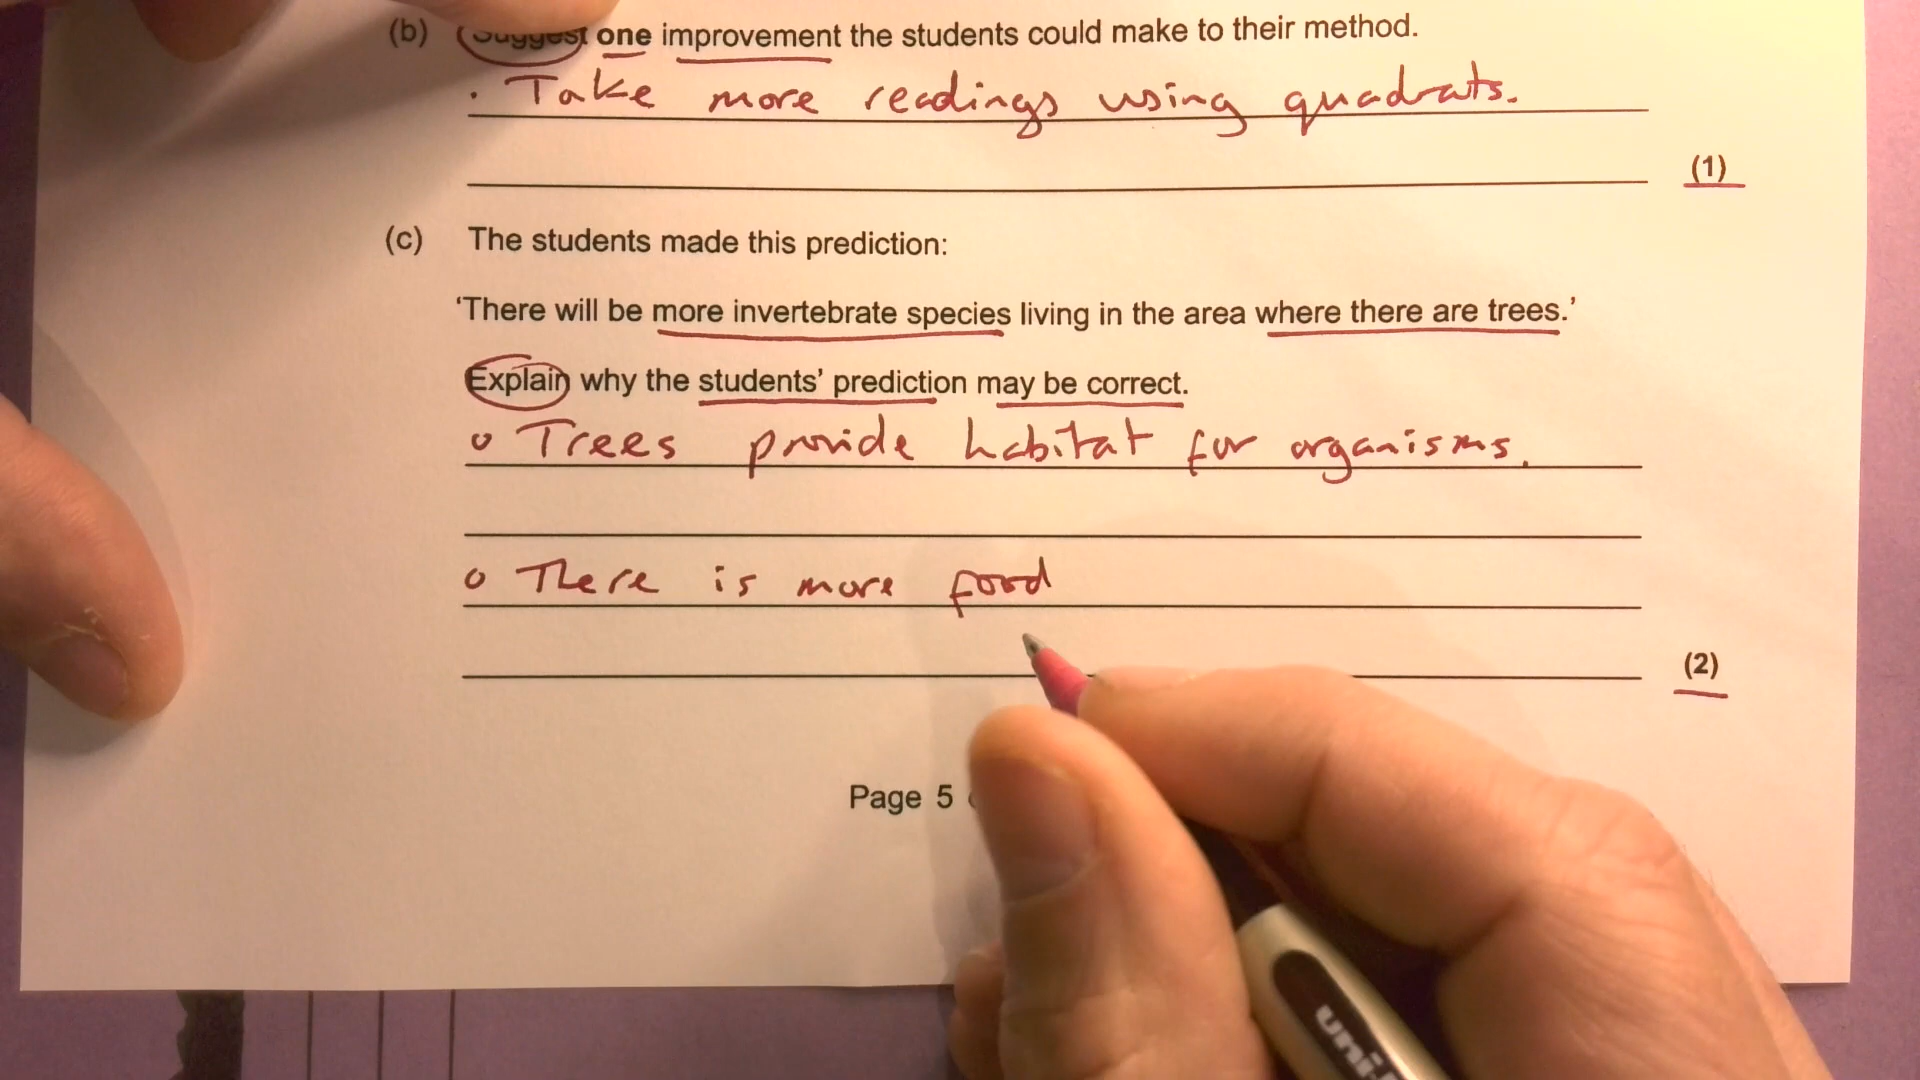 (b) Suggest one improvement the students could make to their method.
. Take more readings using quadrats.
(1)
(c) The students made this prediction:
‘There will be more invertebrate species living in the area where there are trees.’
Explain why the students’ prediction may be correct.
o Trees provide habitat for organisms.
o There is more food
(2)
Page 5
uni